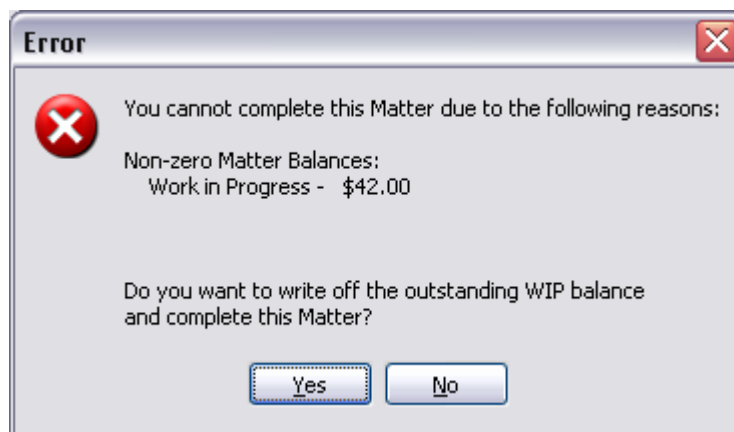 Error
You cannot complete this Matter due to the following reasons:
Non-zero Matter Balances:
Work in Progress - $42.00
Do you want to write off the outstanding WIP balance
and complete this Matter?
Yes
No